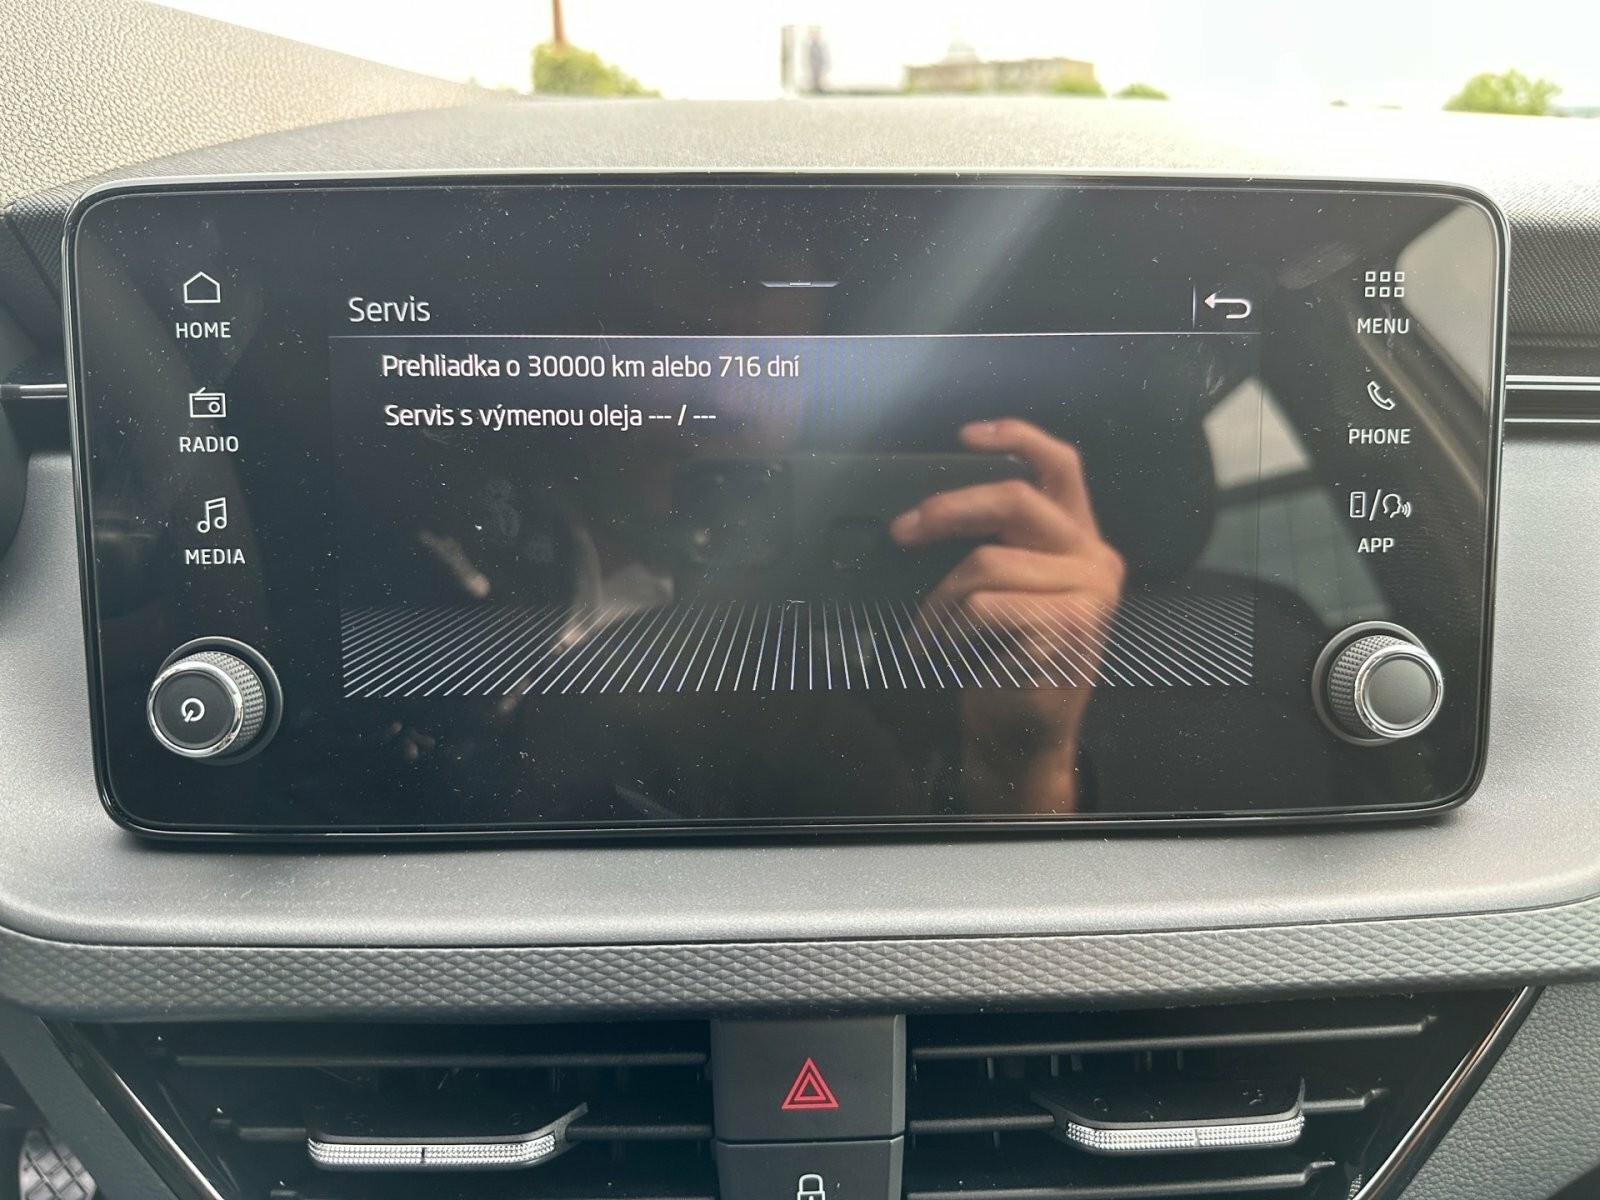 Servis
Prehliadka o 30000 km alebo 716 dní
Servis s výmenou oleja --- / ---
HOME
RADIO
MEDIA
MENU
PHONE
APP